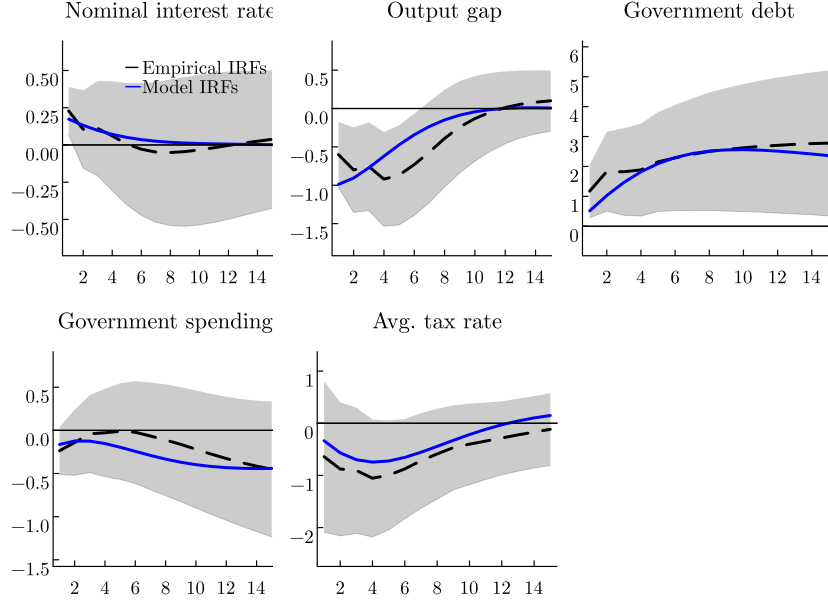 Nominal interest rate
Output gap
Government debt
Empirical IRFs
Model IRFs
0.50
0.25
0.00
−0.25
−0.50
2 4 6 8 10 12 14
0.5
0.0
−0.5
−1.0
−1.5
2 4 6 8 10 12 14
6
5
4
3
2
1
0
2 4 6 8 10 12 14
Government spending
Avg. tax rate
0.5
0.0
−0.5
−1.0
−1.5
2 4 6 8 10 12 14
1
0
−1
−2
2 4 6 8 10 12 14